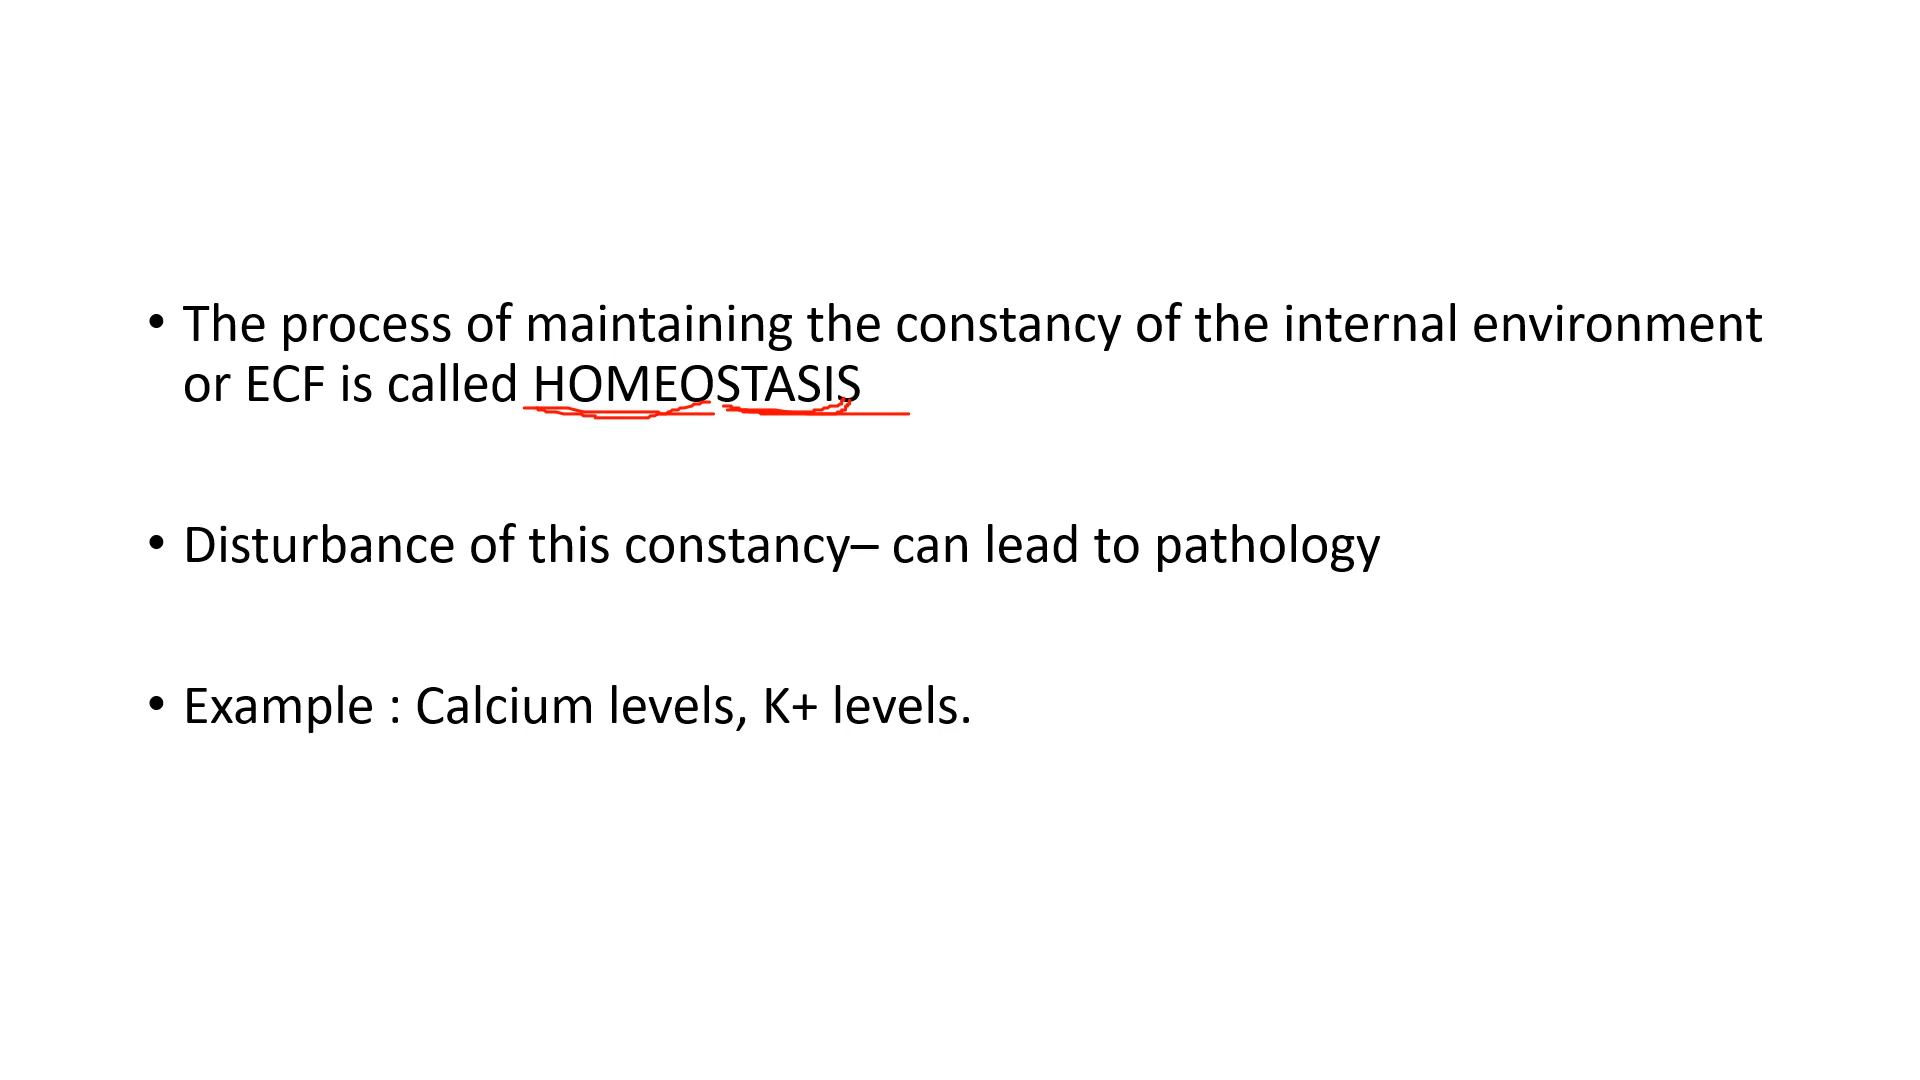 • The process of maintaining the constancy of the internal environment
or ECF is called HOMEOSTASIS
• Disturbance of this constancy– can lead to pathology
• Example : Calcium levels, K+ levels.